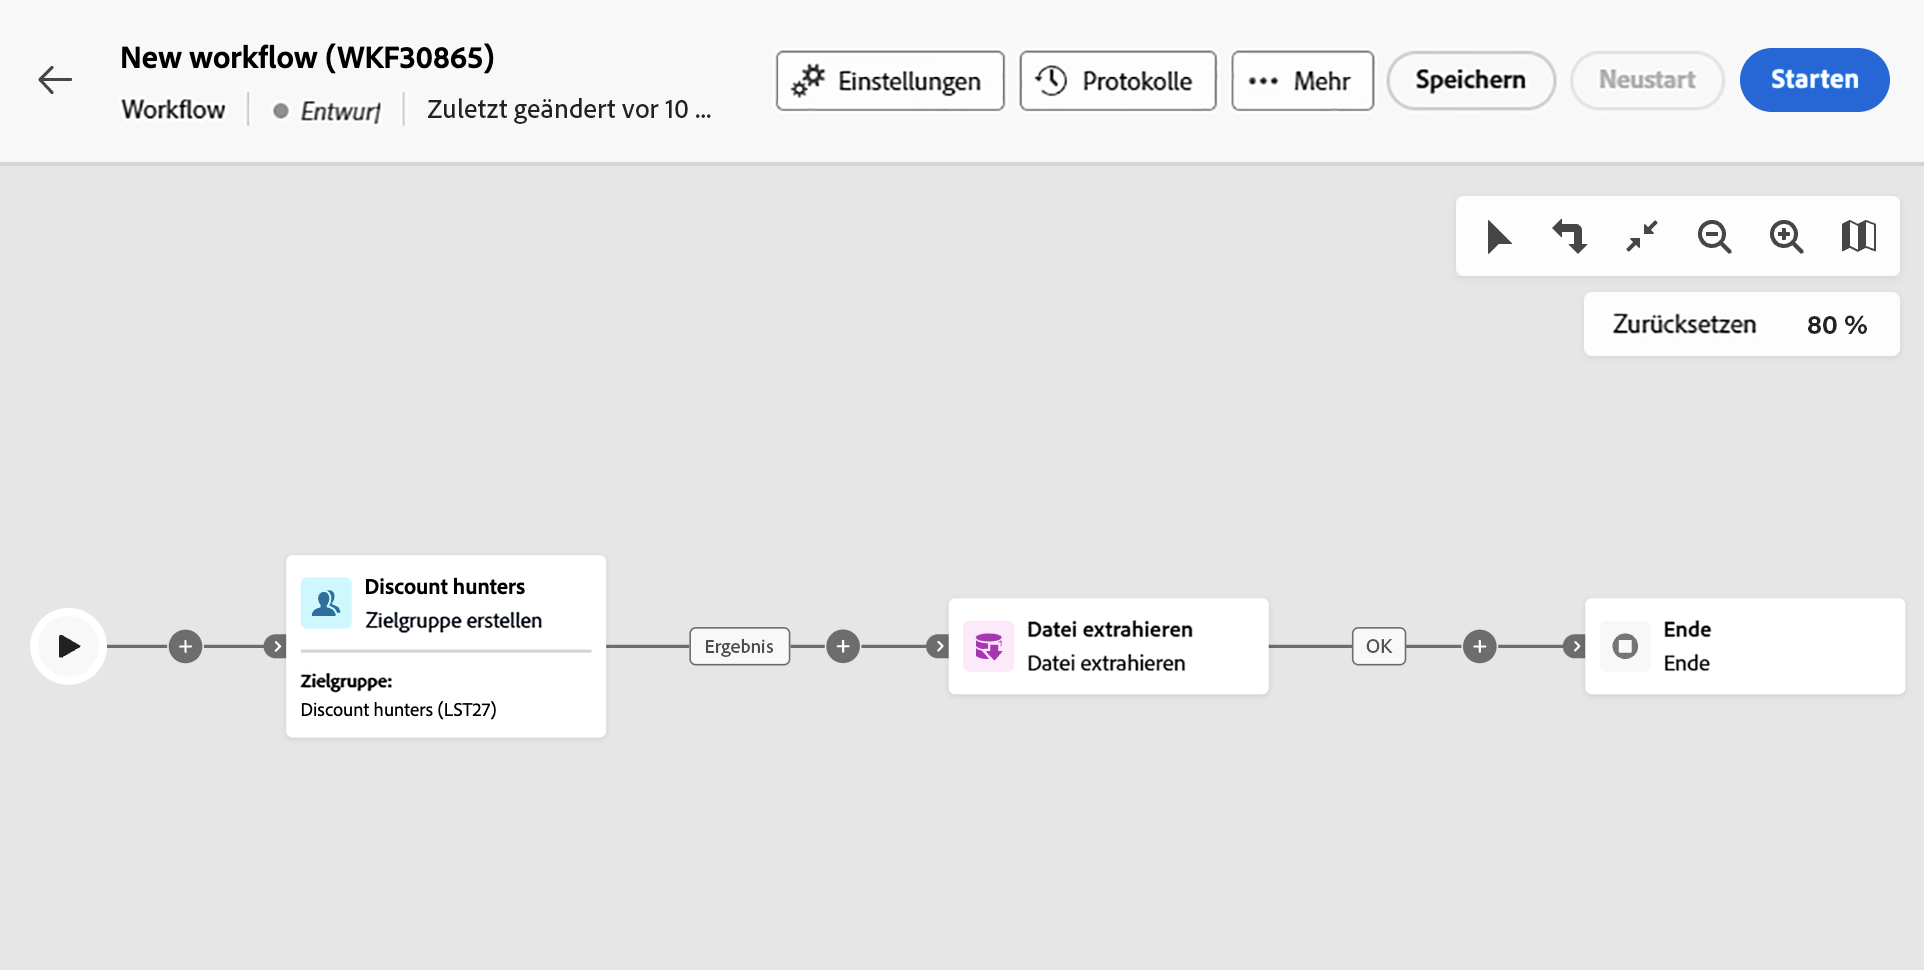 New workflow (WKF30865)
Workflow
Entwurf
Zuletzt geändert vor 10 ...
Einstellungen
Protokolle
Mehr
Speichern
Neustart
Starten
Zurücksetzen
80 %
Discount hunters
Zielgruppe erstellen
Zielgruppe:
Discount hunters (LST27)
Ergebnis
Datei extrahieren
Datei extrahieren
OK
Ende
Ende